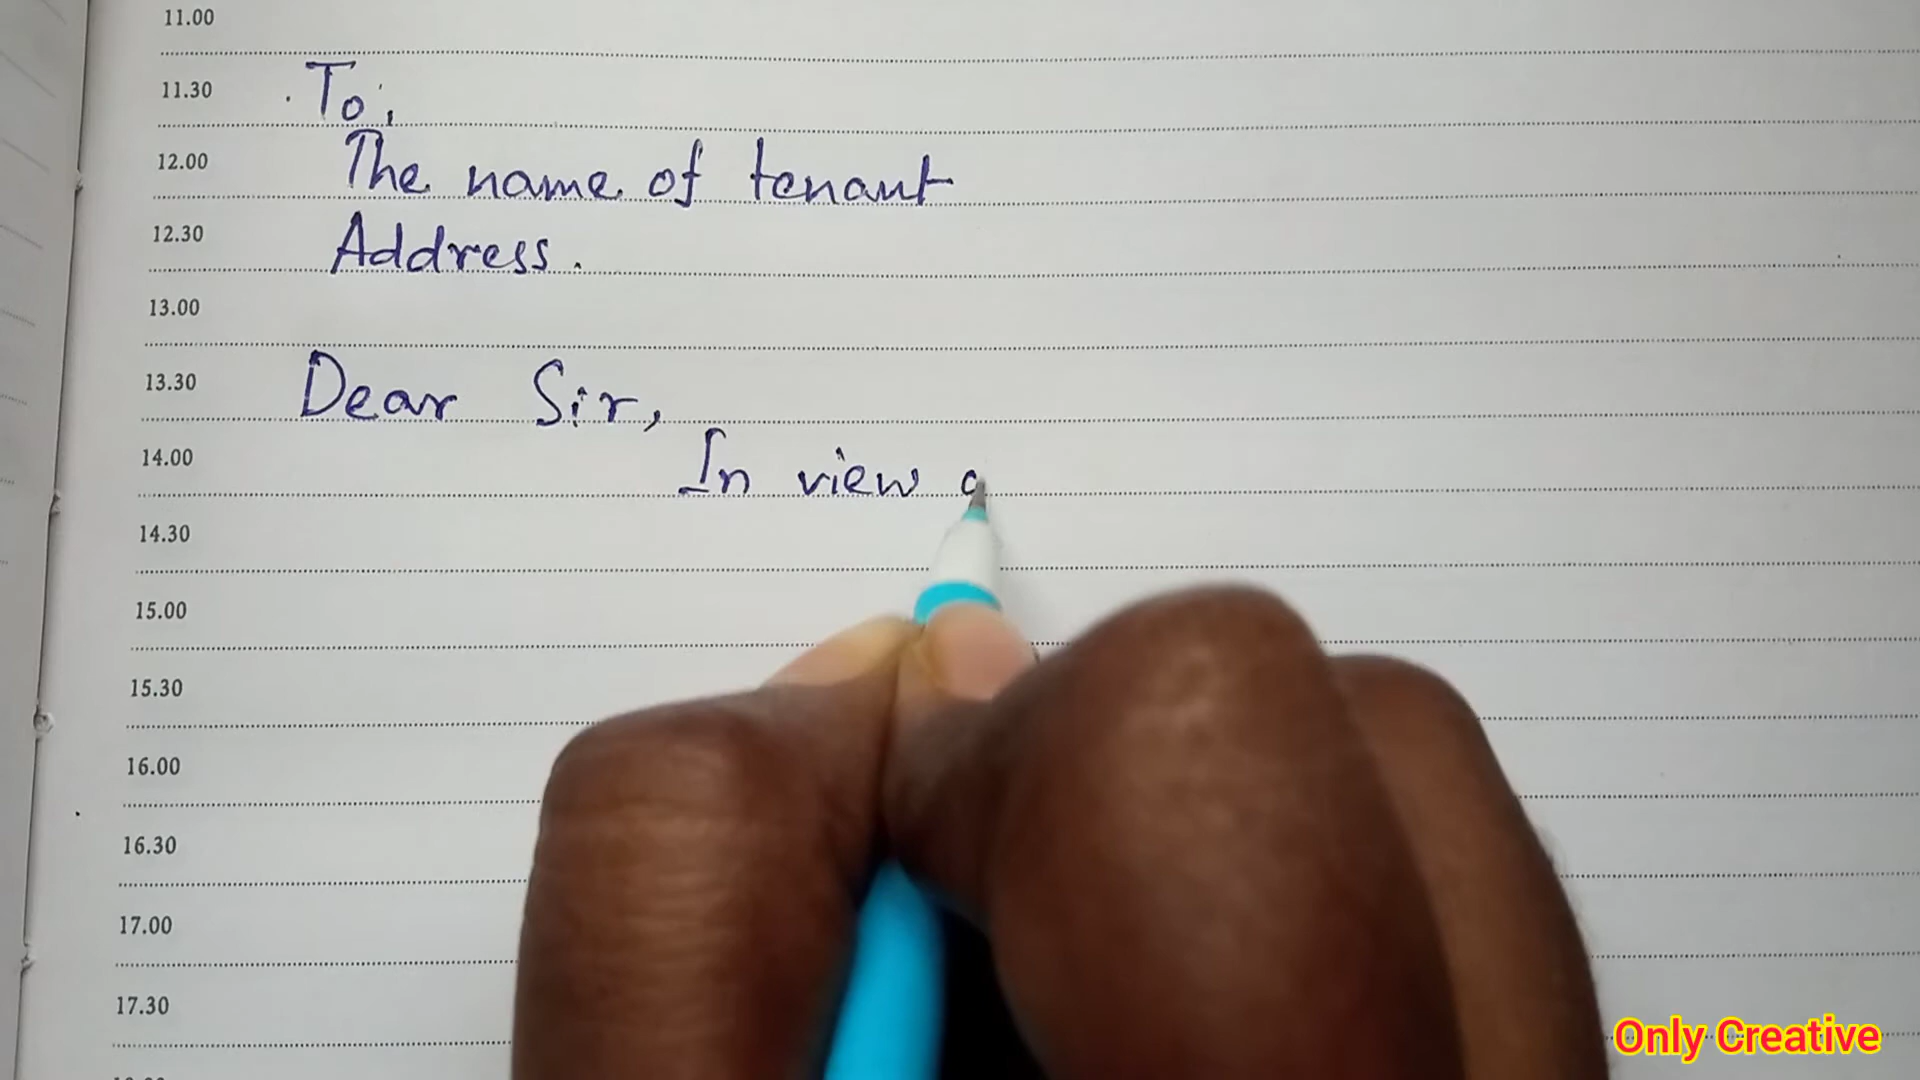 11.00
11.30 To,
12.00 The name of tenant
12.30 Address.
13.00
13.30 Dear Sir,
14.00 In view
14.30
15.00
15.30
16.00
16.30
17.00
17.30
Only Creative